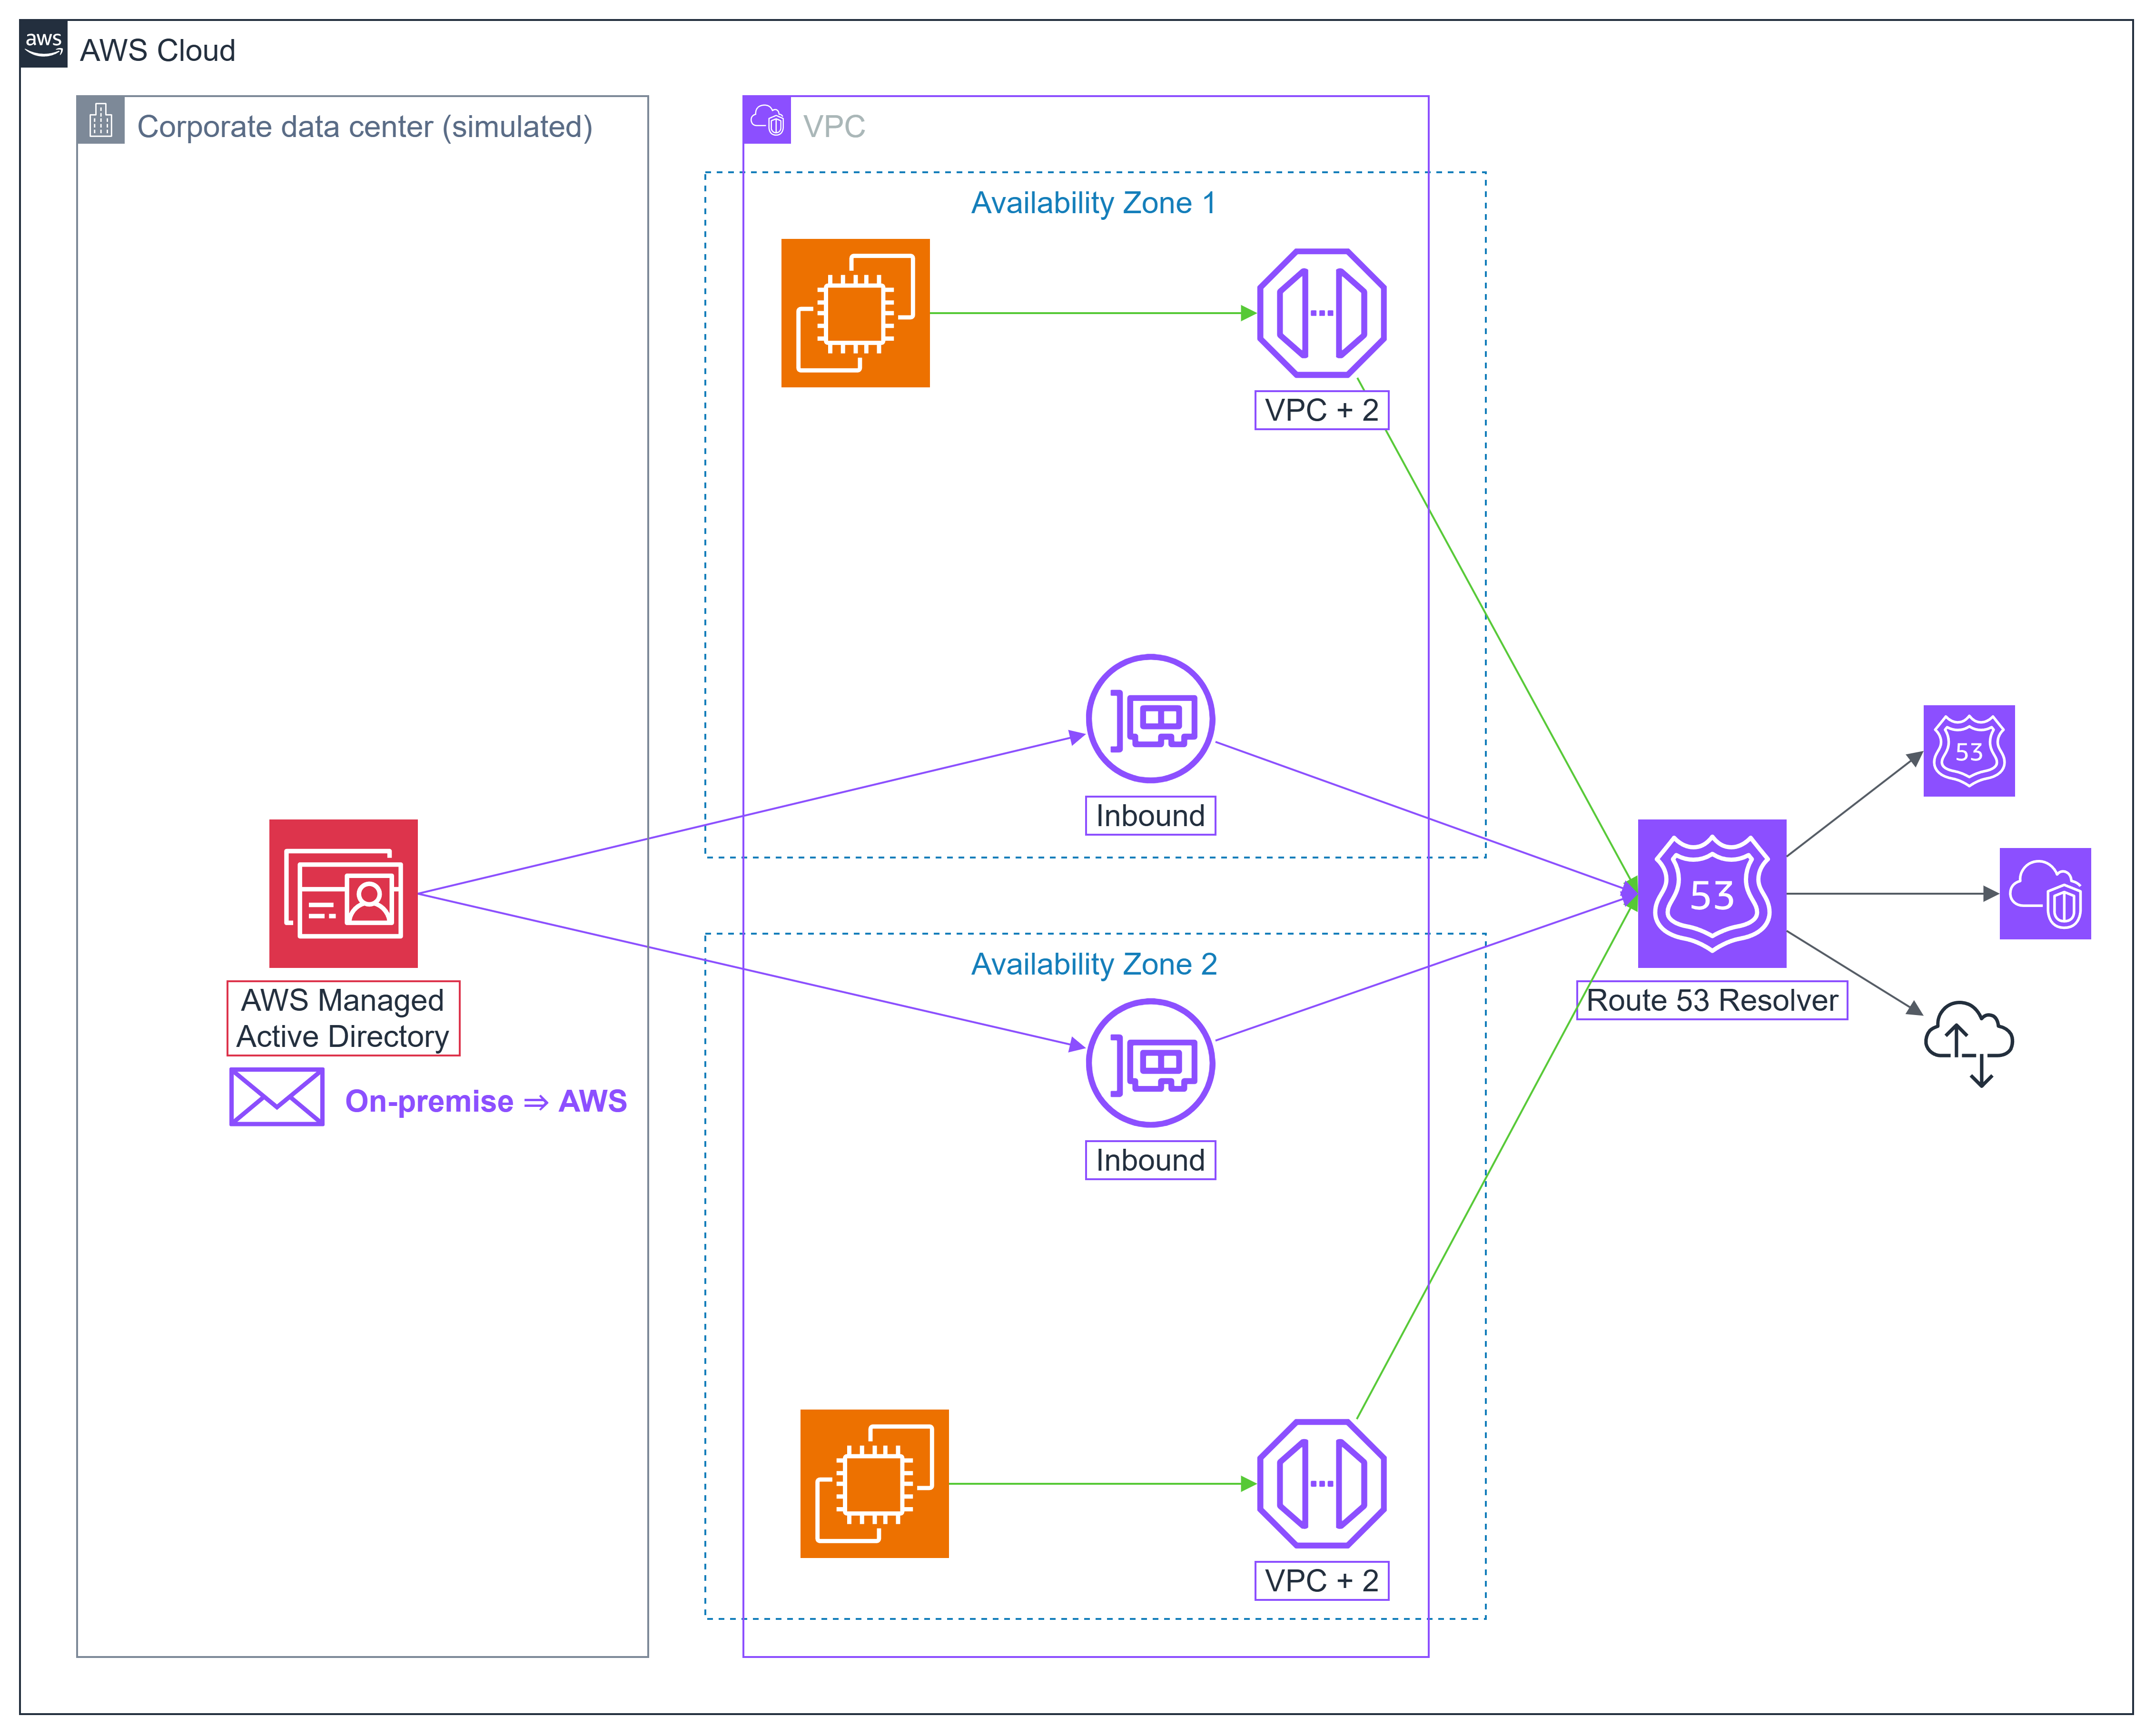 aws
AWS Cloud
Corporate data center (simulated)
VPC
Availability Zone 1
VPC + 2
Inbound
53
53
AWS Managed
Active Directory
On-premise ⇒ AWS
Availability Zone 2
Route 53 Resolver
Inbound
VPC + 2